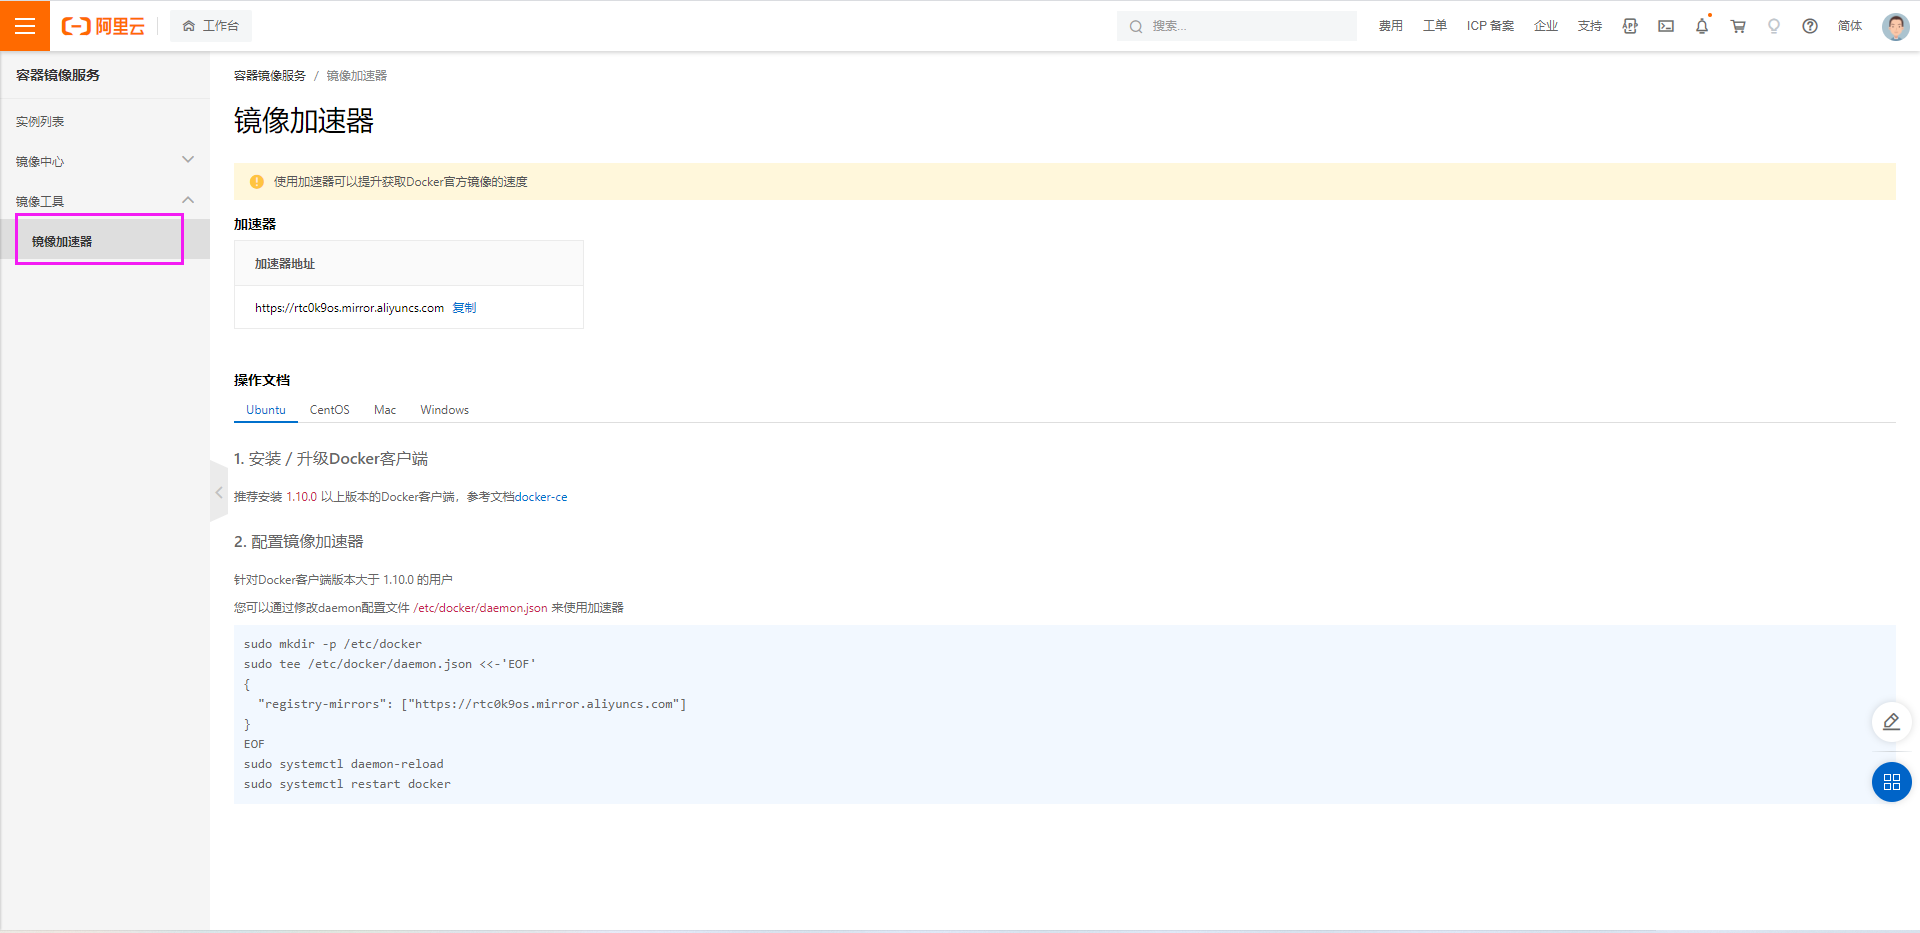 阿里云
工作台
搜索...
费用
工单
ICP 备案
企业
支持
简体
容器镜像服务
实例列表
镜像中心
镜像工具
镜像加速器
容器镜像服务 / 镜像加速器
镜像加速器
使用加速器可以提升获取Docker官方镜像的速度
加速器
加速器地址
https://rtc0k9os.mirror.aliyuncs.com 复制
操作文档
Ubuntu CentOS Mac Windows
1. 安装 / 升级Docker客户端
推荐安装 1.10.0 以上版本的Docker客户端，参考文档docker-ce
2. 配置镜像加速器
针对Docker客户端版本大于 1.10.0 的用户
您可以通过修改daemon配置文件 /etc/docker/daemon.json 来使用加速器
sudo mkdir -p /etc/docker
sudo tee /etc/docker/daemon.json <<-'EOF'
{
  "registry-mirrors": ["https://rtc0k9os.mirror.aliyuncs.com"]
}
EOF
sudo systemctl daemon-reload
sudo systemctl restart docker